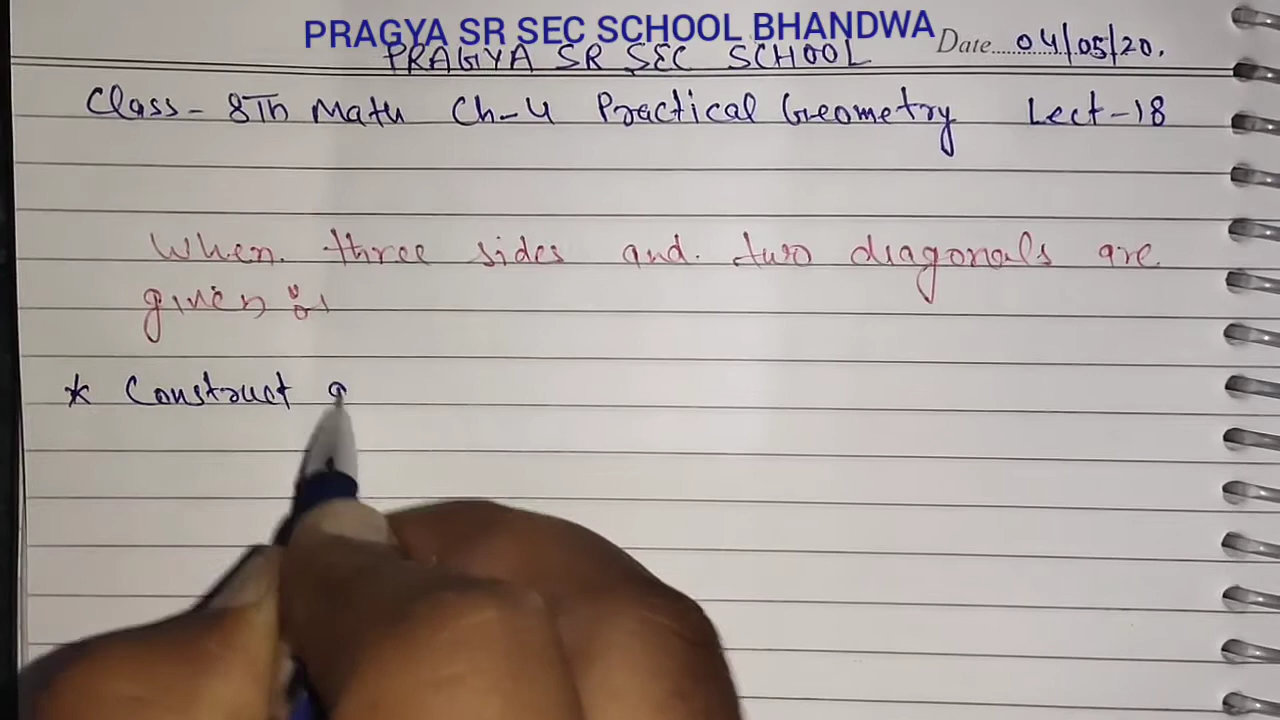 PRAGYA SR SEC SCHOOL BHANDWA
PRAGYA SR SEC SCHOOL
Date 04/05/20.
Class - 8Th Math Ch-4 Practical Geometry Lect-18
When three sides and two diagonals are
given
* Construct a